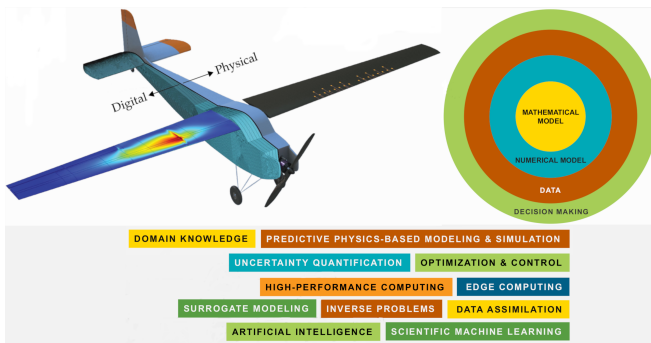 Physical
Digital
MATHEMATICAL
MODEL
NUMERICAL MODEL
DATA
DECISION MAKING
DOMAIN KNOWLEDGE
PREDICTIVE PHYSICS-BASED MODELING & SIMULATION
UNCERTAINTY QUANTIFICATION
OPTIMIZATION & CONTROL
HIGH-PERFORMANCE COMPUTING
EDGE COMPUTING
SURROGATE MODELING
INVERSE PROBLEMS
DATA ASSIMILATION
ARTIFICIAL INTELLIGENCE
SCIENTIFIC MACHINE LEARNING